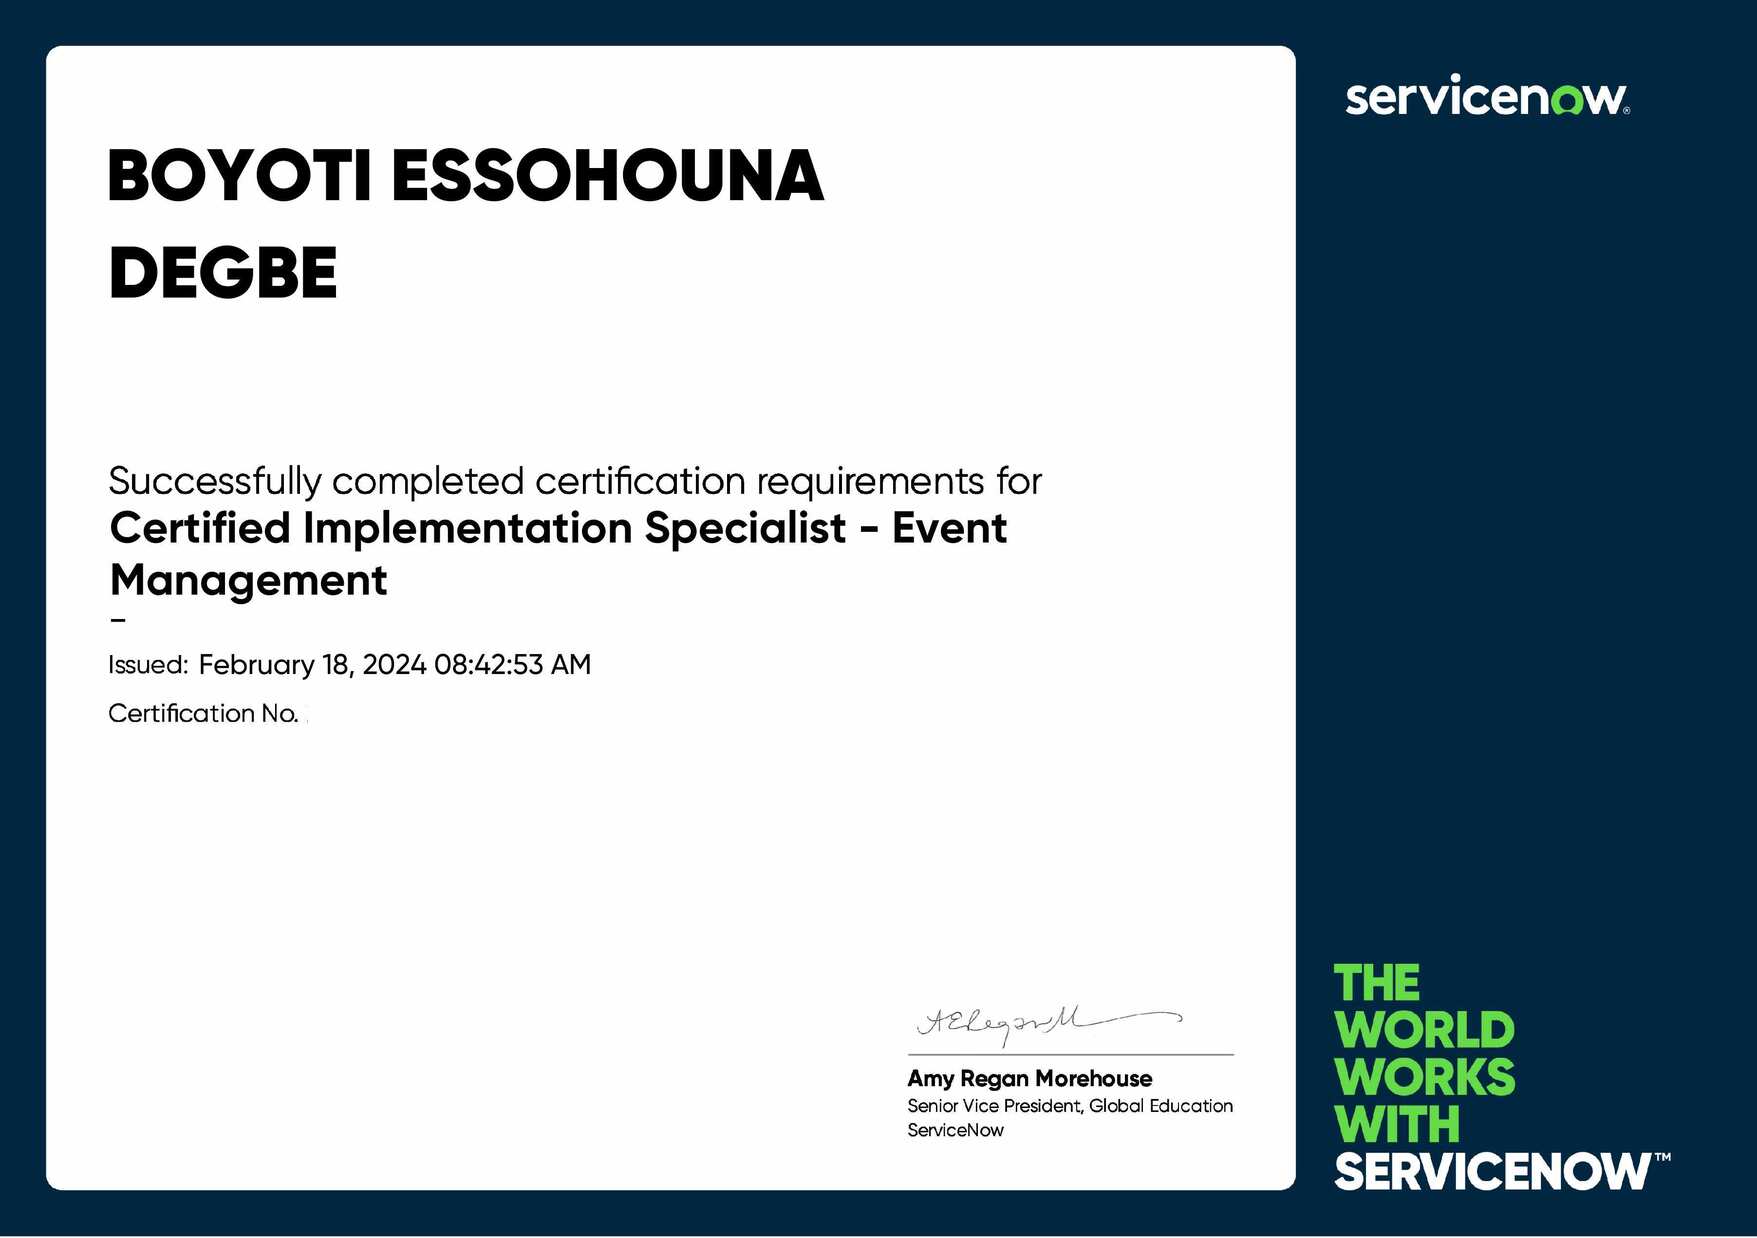 BOYOTI ESSOHOUNA
DEGBE
Successfully completed certification requirements for
Certified Implementation Specialist - Event
Management
–
Issued: February 18, 2024 08:42:53 AM
Certification No.
AEReganM
Amy Regan Morehouse
Senior Vice President, Global Education
ServiceNow
servicenow®
THE
WORLD
WORKS
WITH
SERVICENOW™